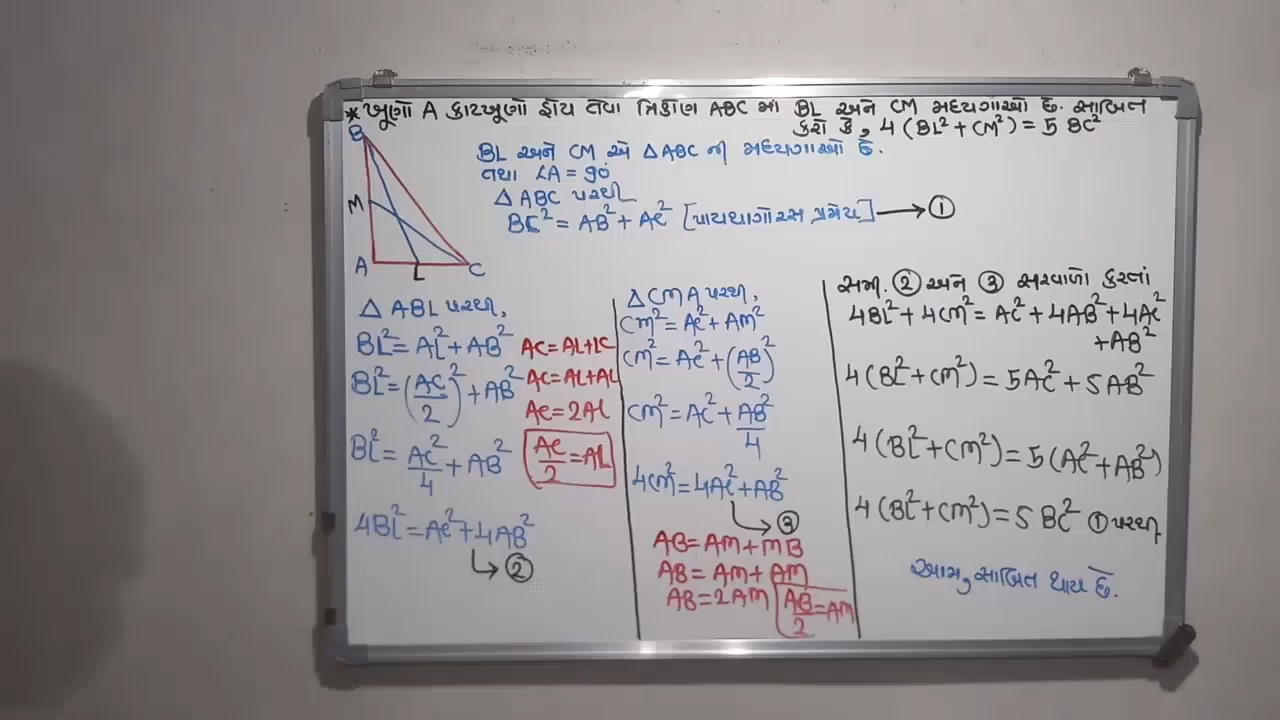 * ખૂણો A કાટખૂણો હોય તેવા ત્રિકોણ ABC માં BL અને CM મધ્યગાઓ છે. સાબિત
કરો કે, 4 (BL² + CM²) = 5 BC²
B
M
A
L
C
BL અને CM એ △ABC ની મધ્યગાઓ છે.
તથા ∠A = 90
△ ABC પરથી
BC² = AB² + AC² [પાયથાગોરસ પ્રમેય] → ①
△ ABL પરથી,
BL² = AL² + AB²
BL² = (AC/2)² + AB²
BL² = AC²/4 + AB²
4BL² = AC² + 4AB²
↳ ②
AC = AL + LC
AC = AL + AL
AC = 2AL
AC/2 = AL
△ CMA પરથી,
CM² = AC² + AM²
CM² = AC² + (AB/2)²
CM² = AC² + AB²/4
4CM² = 4AC² + AB²
↳ ③
AB = AM + MB
AB = AM + AM
AB = 2AM
AB/2 = AM
સમી. ② અને ③ સરવાળો કરતાં
4BL² + 4CM² = AC² + 4AB² + 4AC²
+ AB²
4 (BL² + CM²) = 5AC² + 5AB²
4 (BL² + CM²) = 5 (AC² + AB²)
4 (BL² + CM²) = 5 BC² ① પરથી
આમ, સાબિત થાય છે.